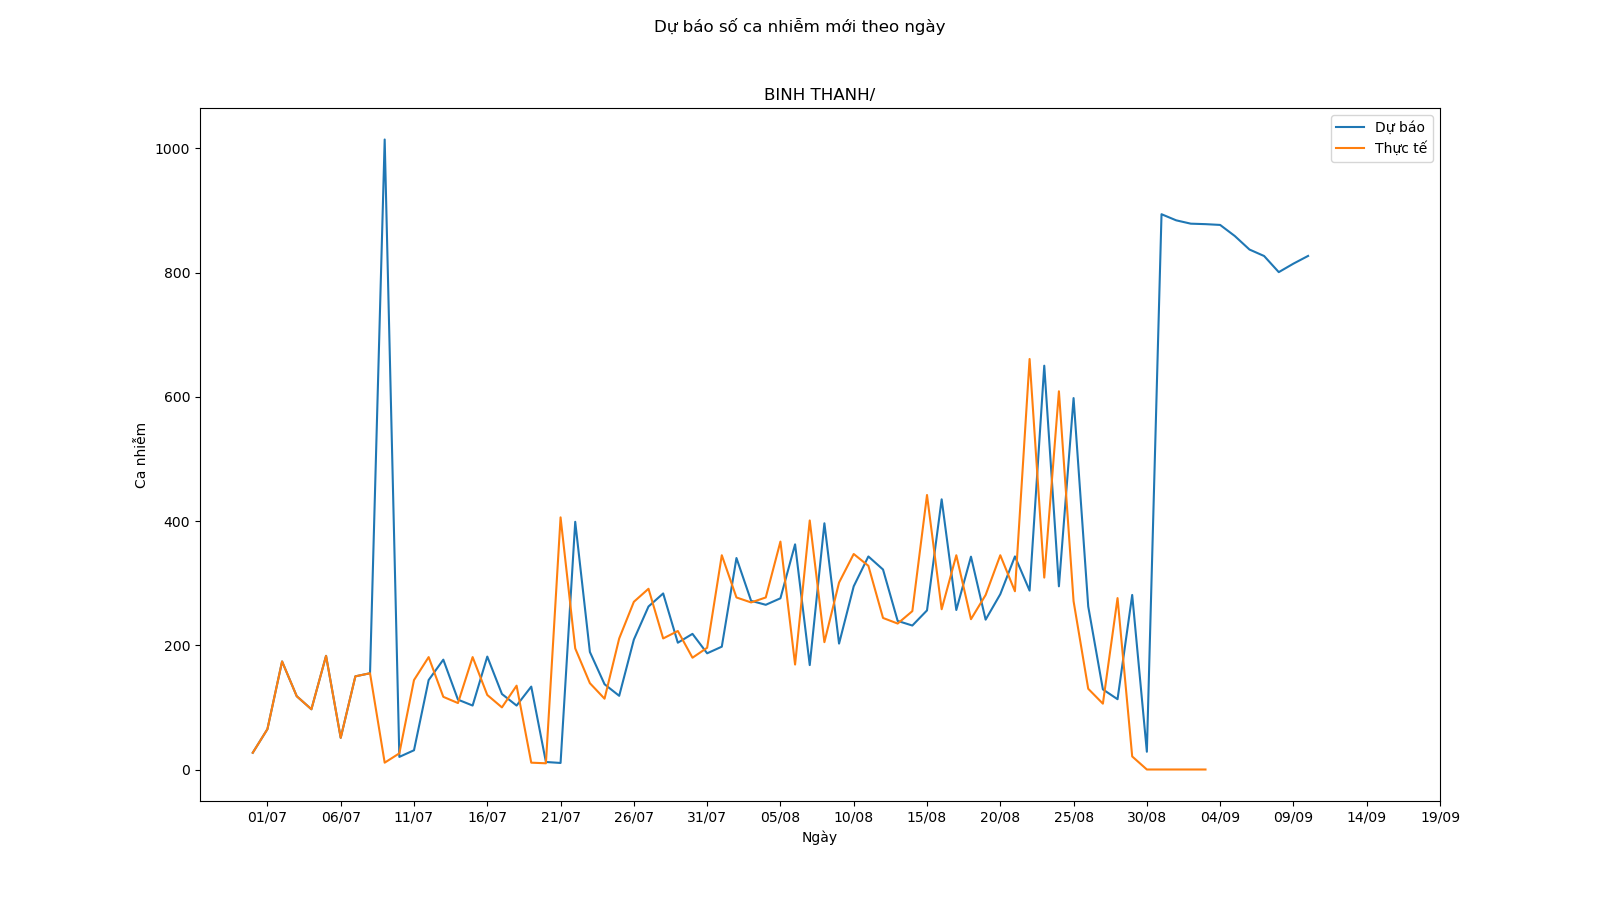 Dự báo số ca nhiễm mới theo ngày
BINH THANH/
Dự báo
Thực tế
1000
800
600
400
200
0
Ca nhiễm
01/07 06/07 11/07 16/07 21/07 26/07 31/07 05/08 10/08 15/08 20/08 25/08 30/08 04/09 09/09 14/09 19/09
Ngày